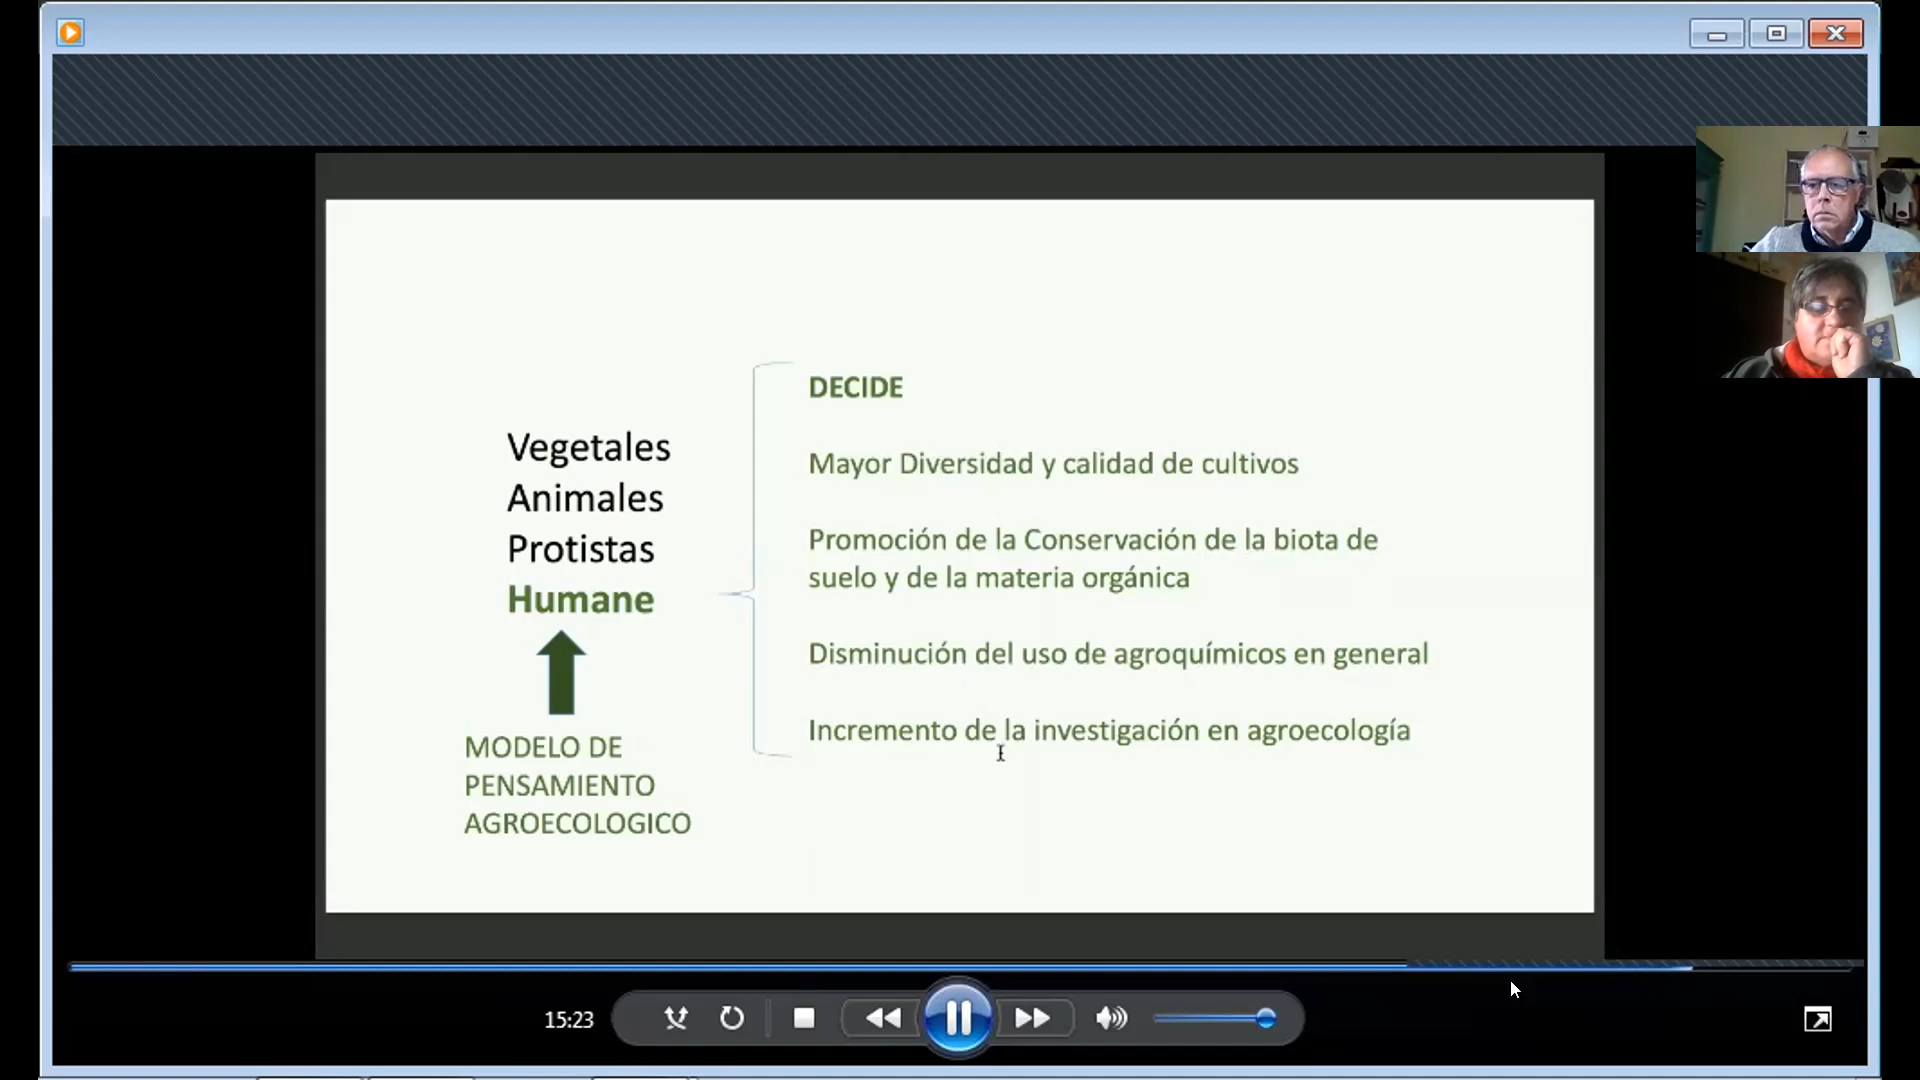 Vegetales
Animales
Protistas
Humane
MODELO DE
PENSAMIENTO
AGROECOLOGICO
DECIDE
Mayor Diversidad y calidad de cultivos
Promoción de la Conservación de la biota de
suelo y de la materia orgánica
Disminución del uso de agroquímicos en general
Incremento de la investigación en agroecología
15:23